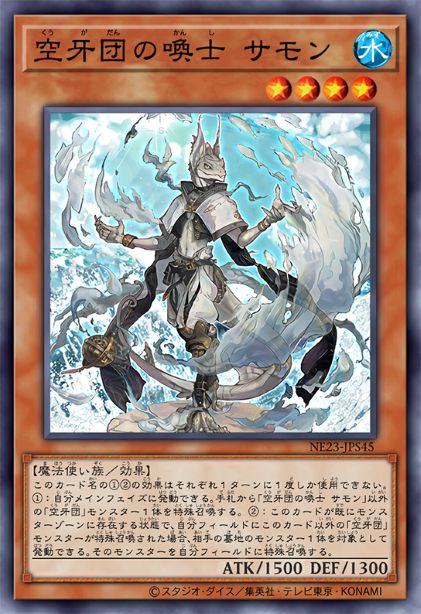 空牙団の喚士 サモン
水
NE23-JPS45
【魔法使い族/効果】
このカード名の①②の効果はそれぞれ1ターンに1度しか使用できない。
①:自分メインフェイズに発動できる。手札から「空牙団の喚士 サモン」以外
の「空牙団」モンスター1体を特殊召喚する。②:このカードが既にモンス
ターゾーンに存在する状態で、自分フィールドにこのカード以外の「空牙団」
モンスターが特殊召喚された場合、相手の墓地のモンスター1体を対象として
発動できる。そのモンスターを自分フィールドに特殊召喚する。
ATK/1500 DEF/1300
©スタジオ・ダイス/集英社・テレビ東京・KONAMI